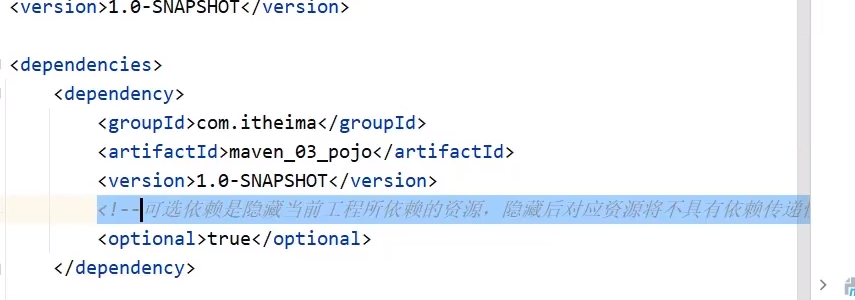 <version>1.0-SNAPSHOT</version>
<dependencies>
<dependency>
<groupId>com.itheima</groupId>
<artifactId>maven_03_pojo</artifactId>
<version>1.0-SNAPSHOT</version>
<!--可选依赖是隐藏当前工程所依赖的资源，隐藏后对应资源将不具有依赖传递
<optional>true</optional>
</dependency>